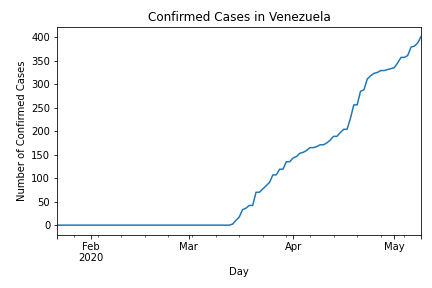 Confirmed Cases in Venezuela
400
350
300
250
200
150
100
50
0
Number of Confirmed Cases
Feb
2020
Mar
Apr
May
Day